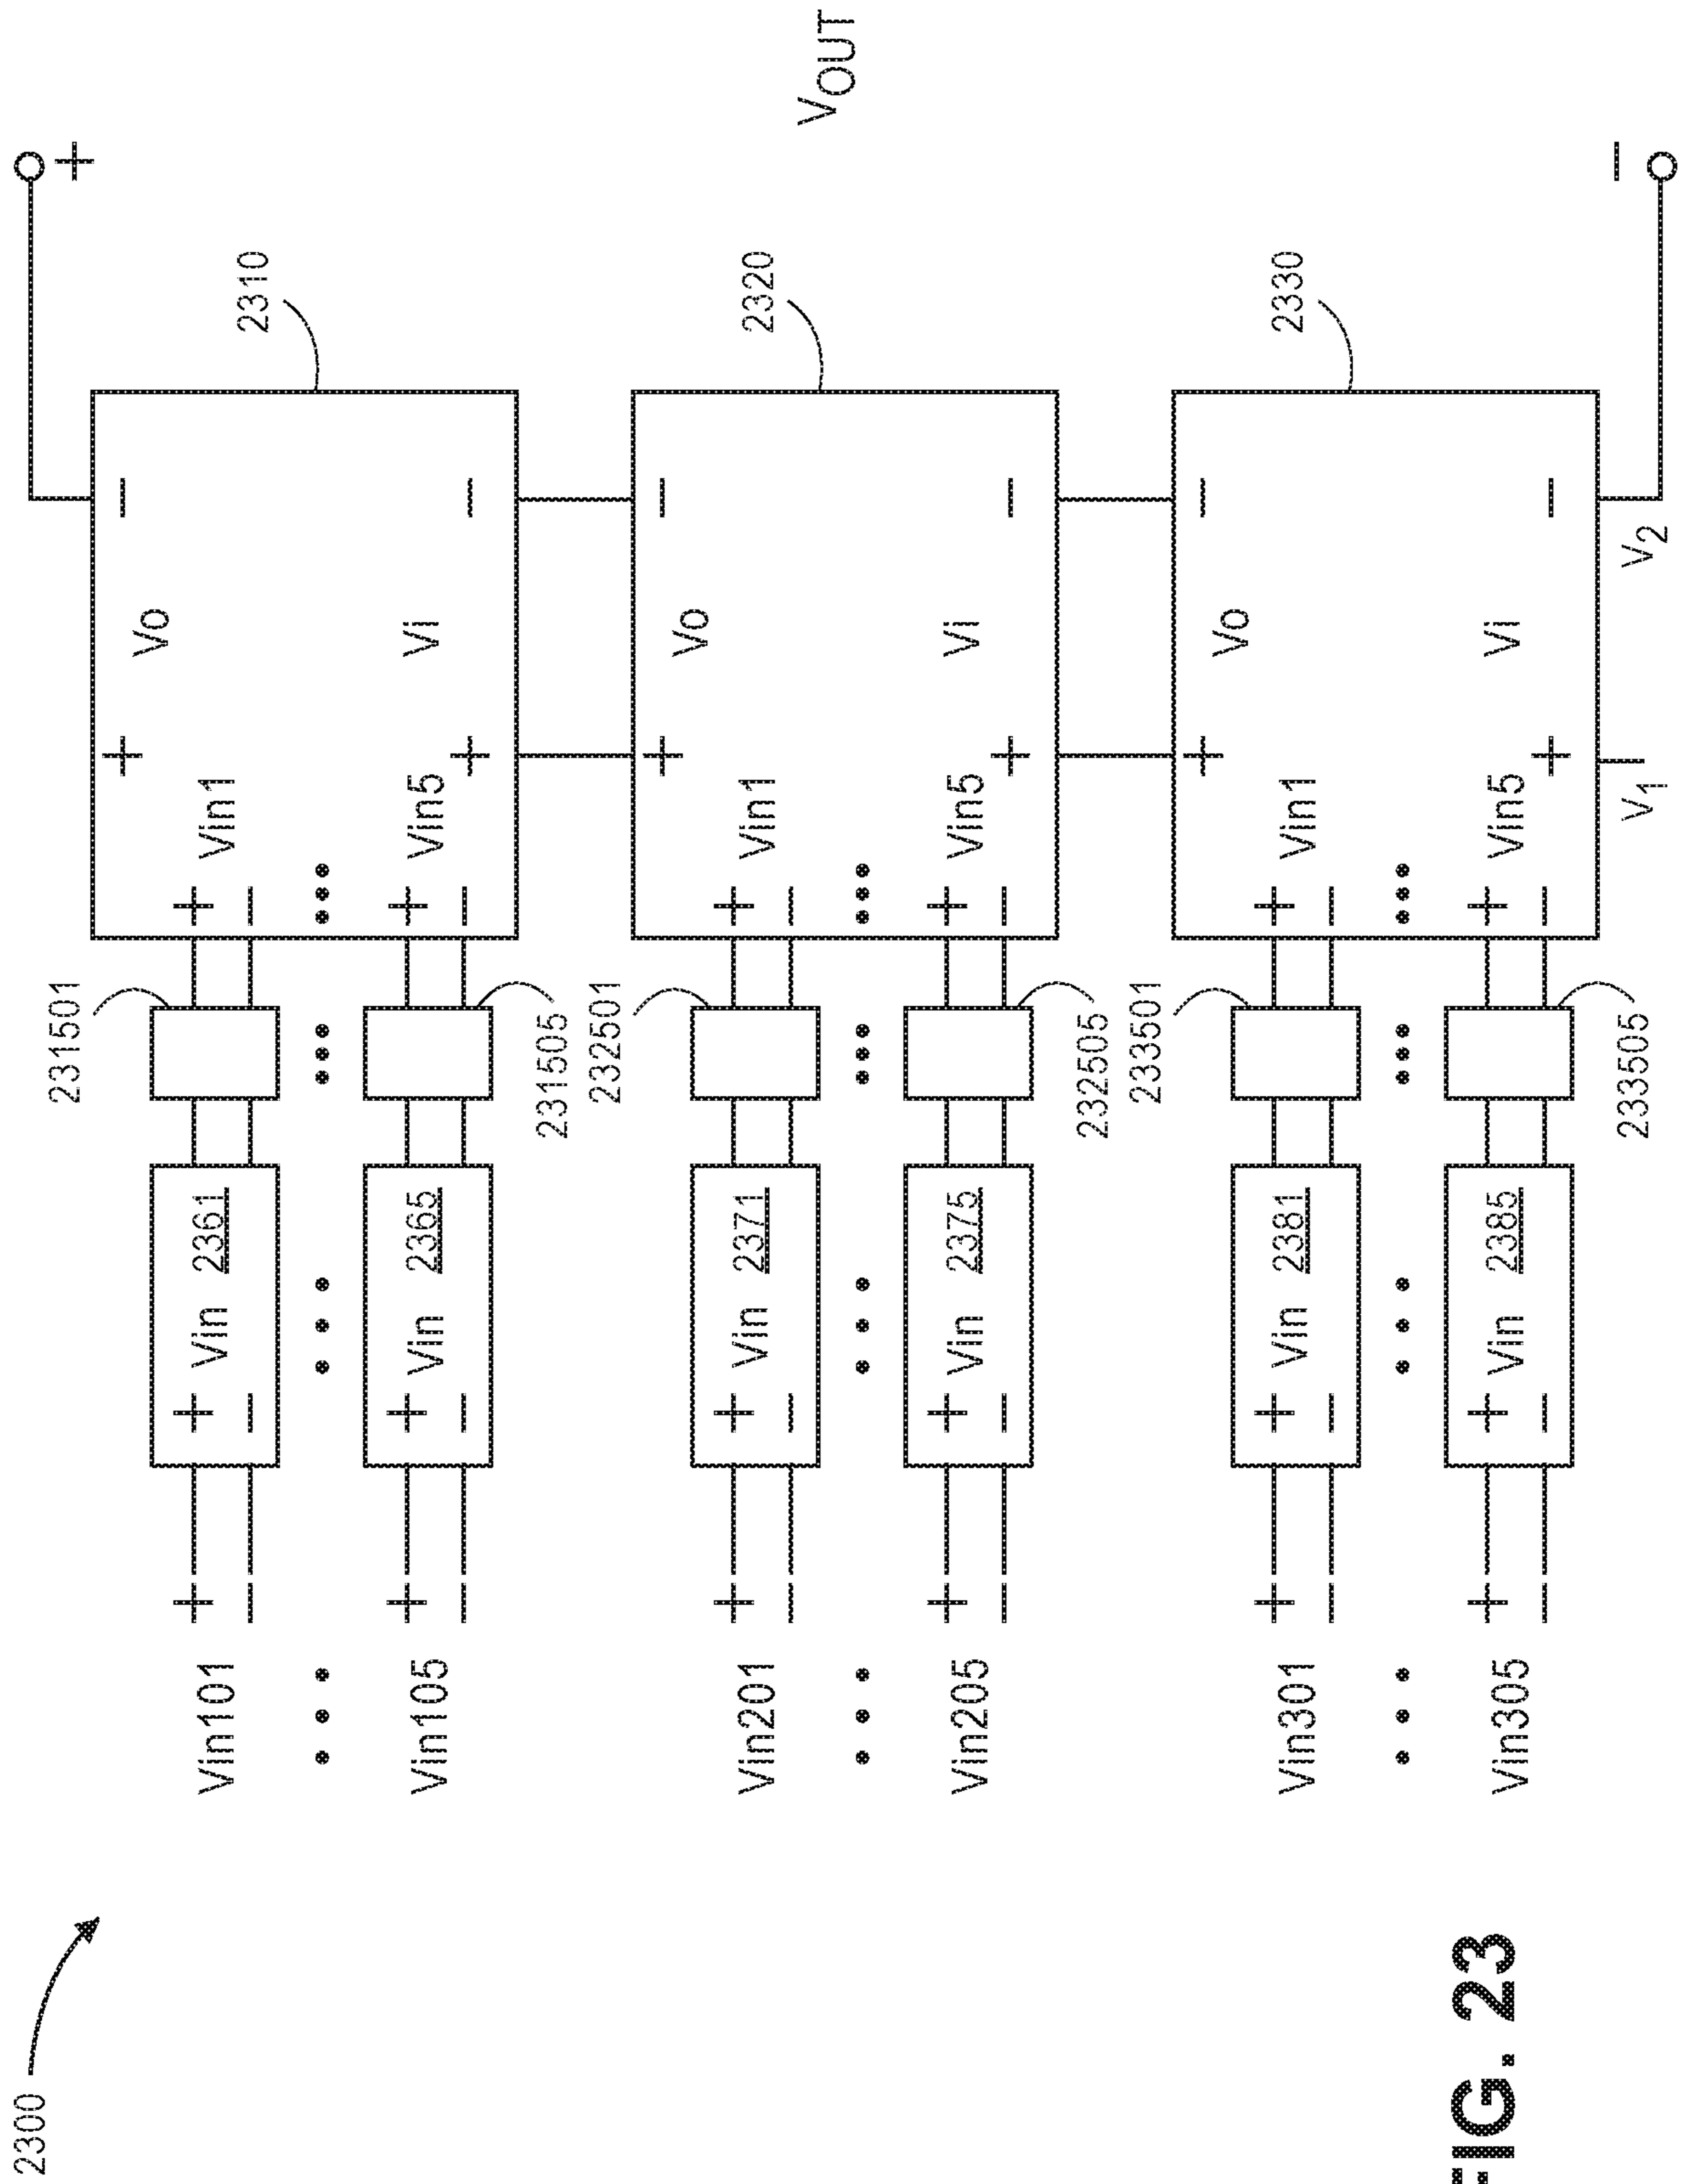 2300
Vin101
+
−
Vin105
+
−
Vin201
+
−
Vin205
+
−
Vin301
+
−
Vin305
+
−
+ Vin 2361
−
+ Vin 2365
−
+ Vin 2371
−
+ Vin 2375
−
+ Vin 2381
−
+ Vin 2385
−
231501
231505
232501
232505
233501
233505
+ Vo −
+ Vin1
−
+ Vin5
−
+ Vi −
2310
+ Vo −
+ Vin1
−
+ Vin5
−
+ Vi −
2320
+ Vo −
+ Vin1
−
+ Vin5
−
+ Vi −
2330
V1
V2
+
VOUT
−
FIG. 23